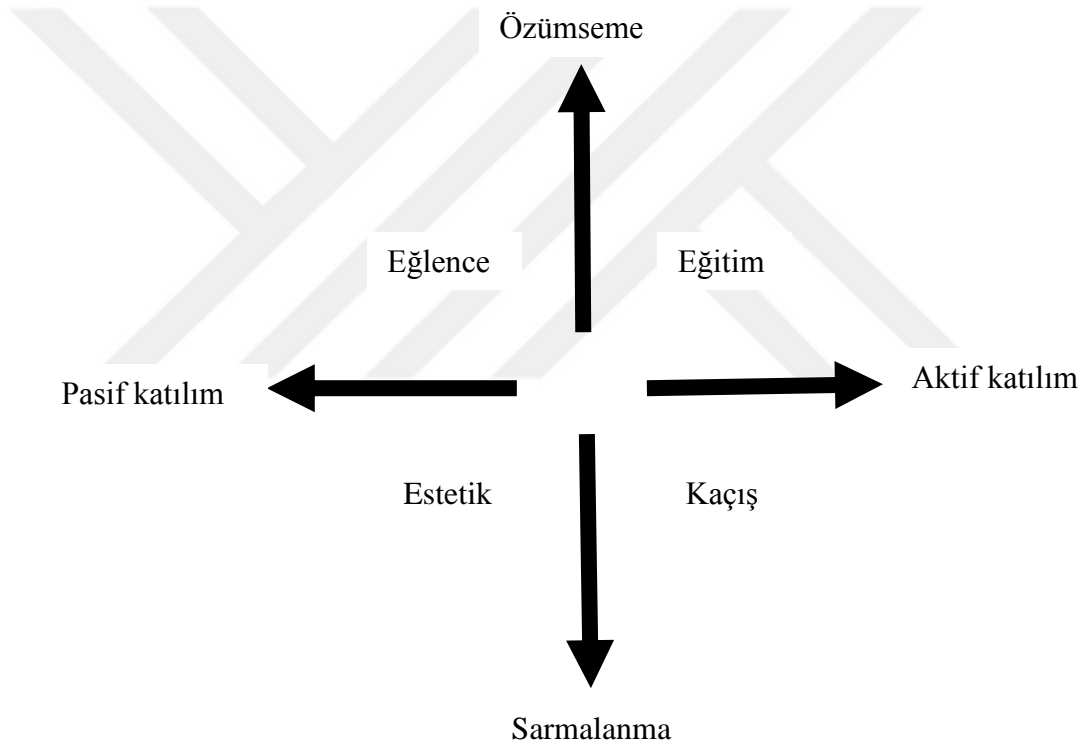 Özümseme
Eğlence
Eğitim
Pasif katılım
Aktif katılım
Estetik
Kaçış
Sarmalanma